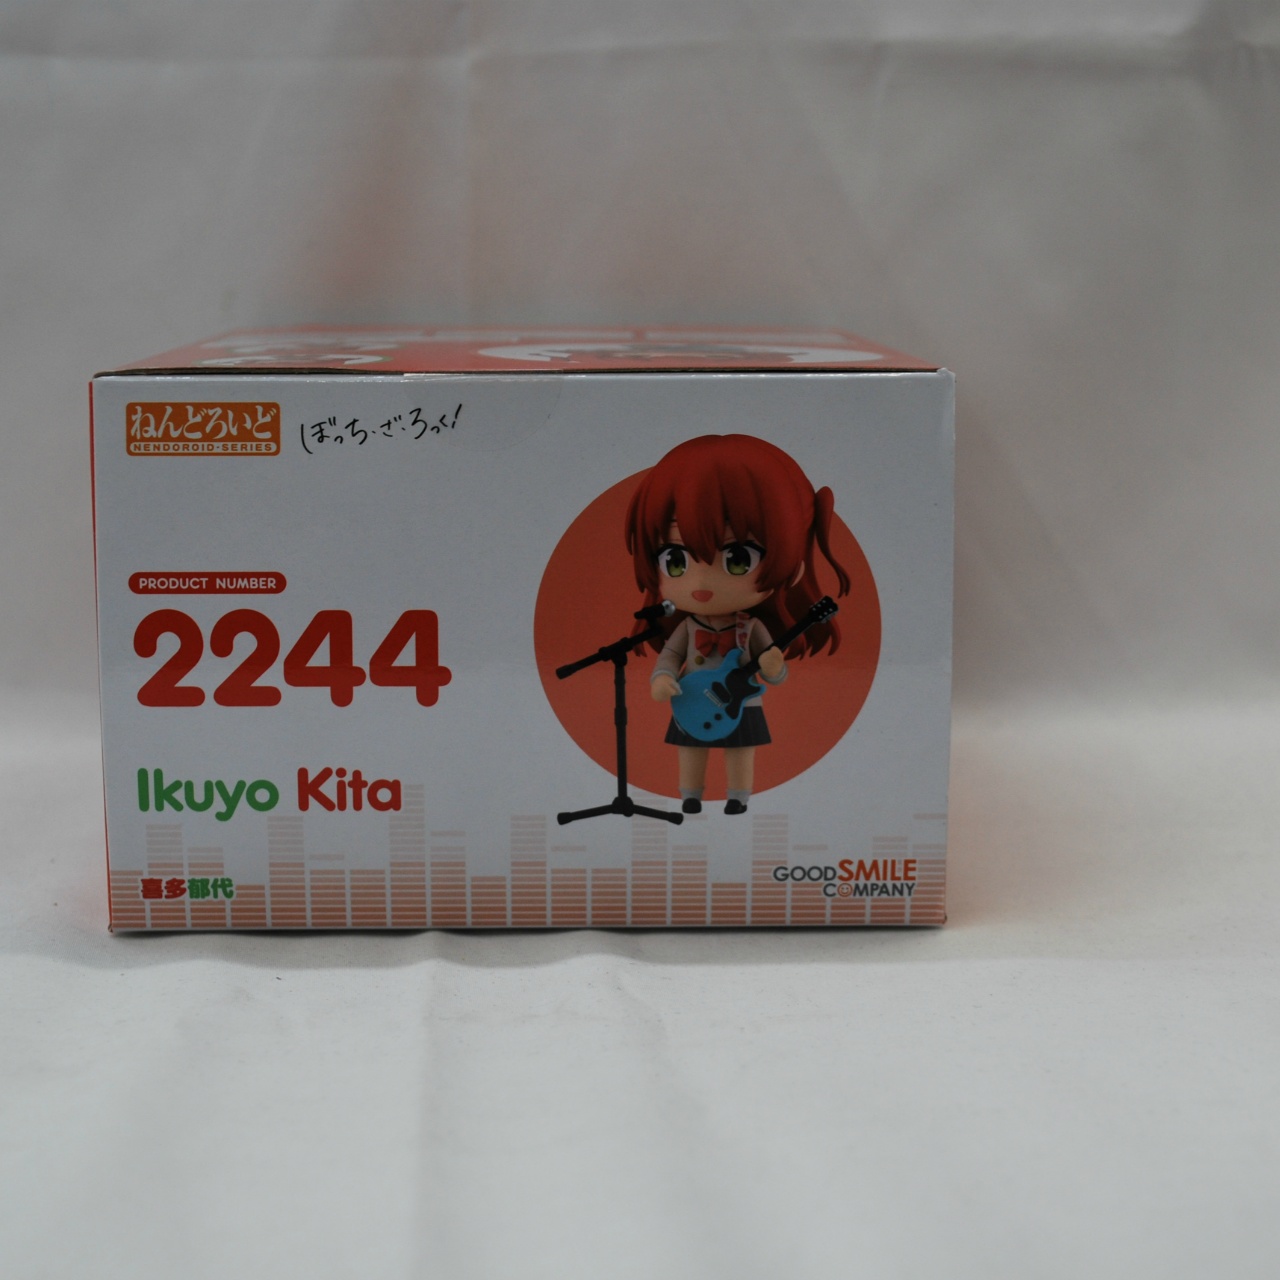 ねんどろいど
NENDOROID·SERIES
ぼっち・ざ・ろっく!
PRODUCT NUMBER
2244
Ikuyo Kita
喜多郁代
GOOD SMILE
COMPANY